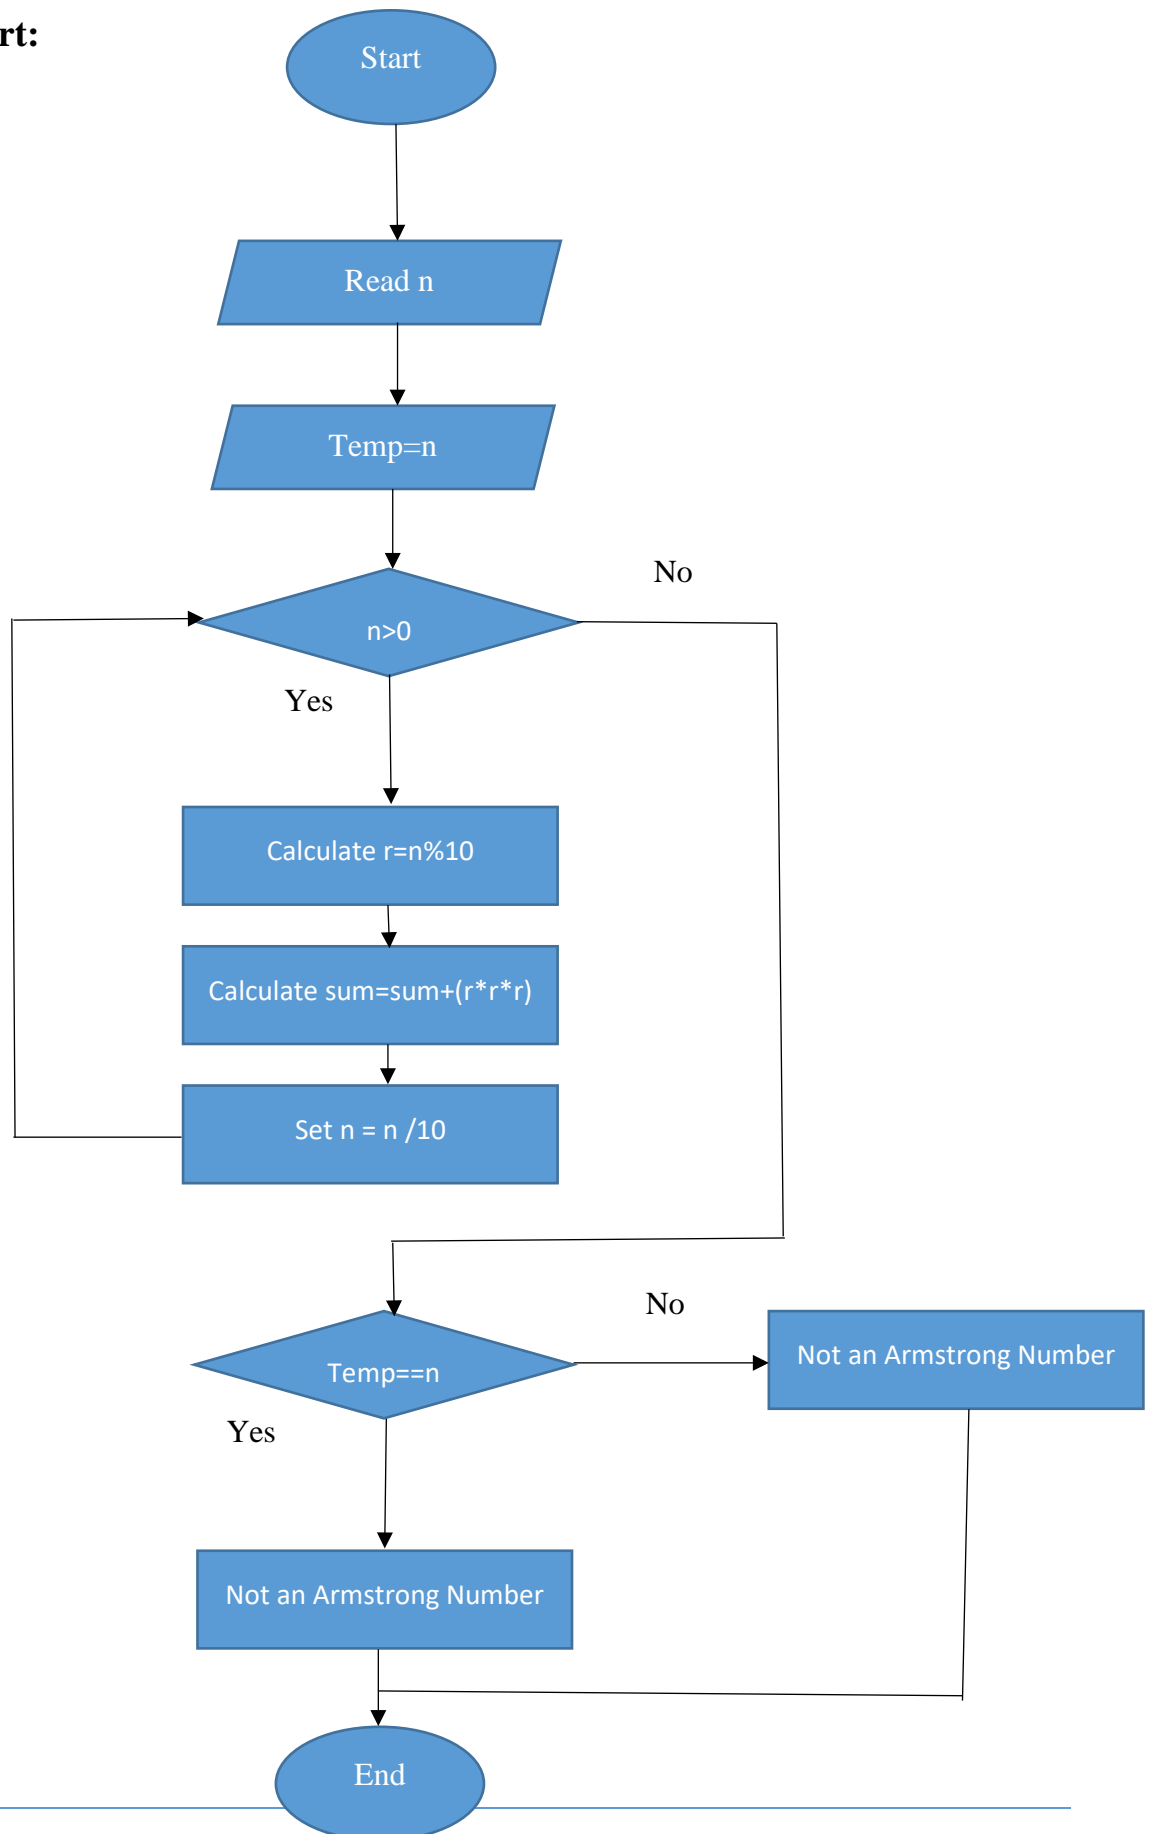 rt:
Start
Read n
Temp=n
No
n>0
Yes
Calculate r=n%10
Calculate sum=sum+(r*r*r)
Set n = n /10
No
Not an Armstrong Number
Temp==n
Yes
Not an Armstrong Number
End